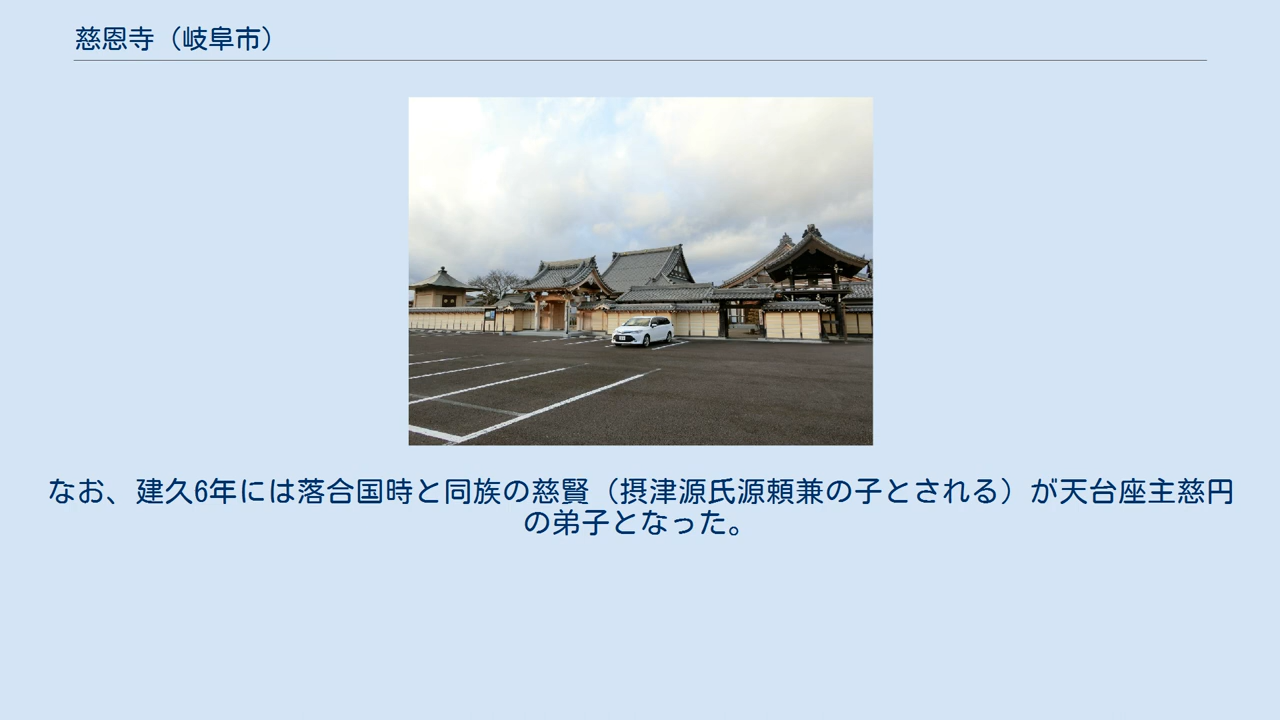 慈恩寺（岐阜市）
なお、建久6年には落合国時と同族の慈賢（摂津源氏源頼兼の子とされる）が天台座主慈円
の弟子となった。